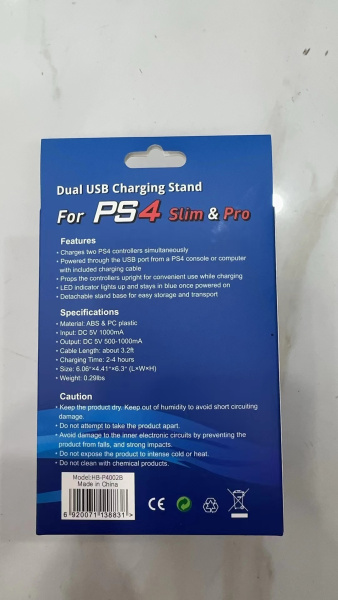 Dual USB Charging Stand
For PS4 Slim & Pro
Features
• Charges two PS4 controllers simultaneously
• Powered through the USB port from a PS4 console or computer
with included charging cable
• Props the controllers upright for convenient use while charging
• LED indicator lights up and stays in blue once powered on
• Detachable stand base for easy storage and transport
Specifications
• Material: ABS & PC plastic
• Input: DC 5V 1000mA
• Output: DC 5V 500-1000mA
• Cable Length: about 3.2ft
• Charging Time: 2-4 hours
• Size: 6.06"×4.41"×6.3" (L×W×H)
• Weight: 0.29lbs
Caution
• Keep the product dry. Keep out of humidity to avoid short circuiting
damage.
• Do not attempt to take the product apart.
• Avoid damage to the inner electronic circuits by preventing the
product from falls, and strong impacts.
• Do not expose the product to intense cold or heat.
• Do not clean with chemical products.
Model:HB-P4002B
Made in China
6 920071 138831 >
CE